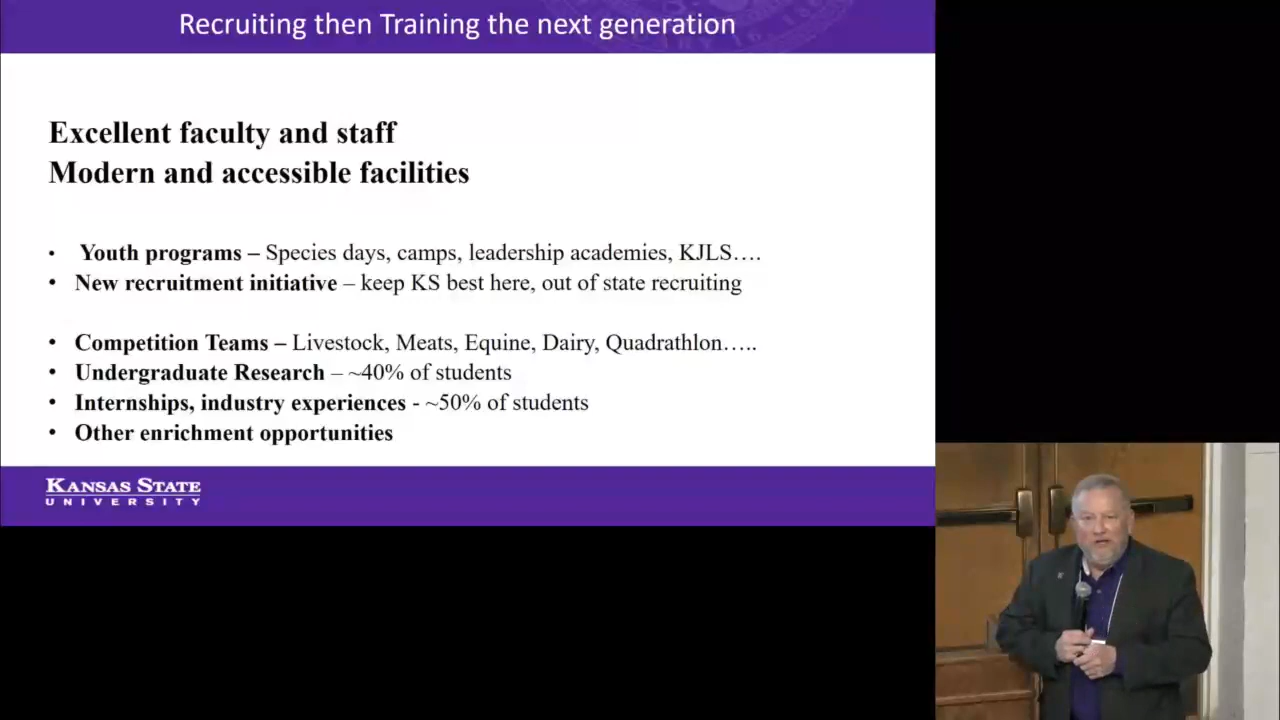 Recruiting then Training the next generation
Excellent faculty and staff
Modern and accessible facilities
• Youth programs – Species days, camps, leadership academies, KJLS….
• New recruitment initiative – keep KS best here, out of state recruiting
• Competition Teams – Livestock, Meats, Equine, Dairy, Quadrathlon…..
• Undergraduate Research – ~40% of students
• Internships, industry experiences - ~50% of students
• Other enrichment opportunities
KANSAS STATE
UNIVERSITY